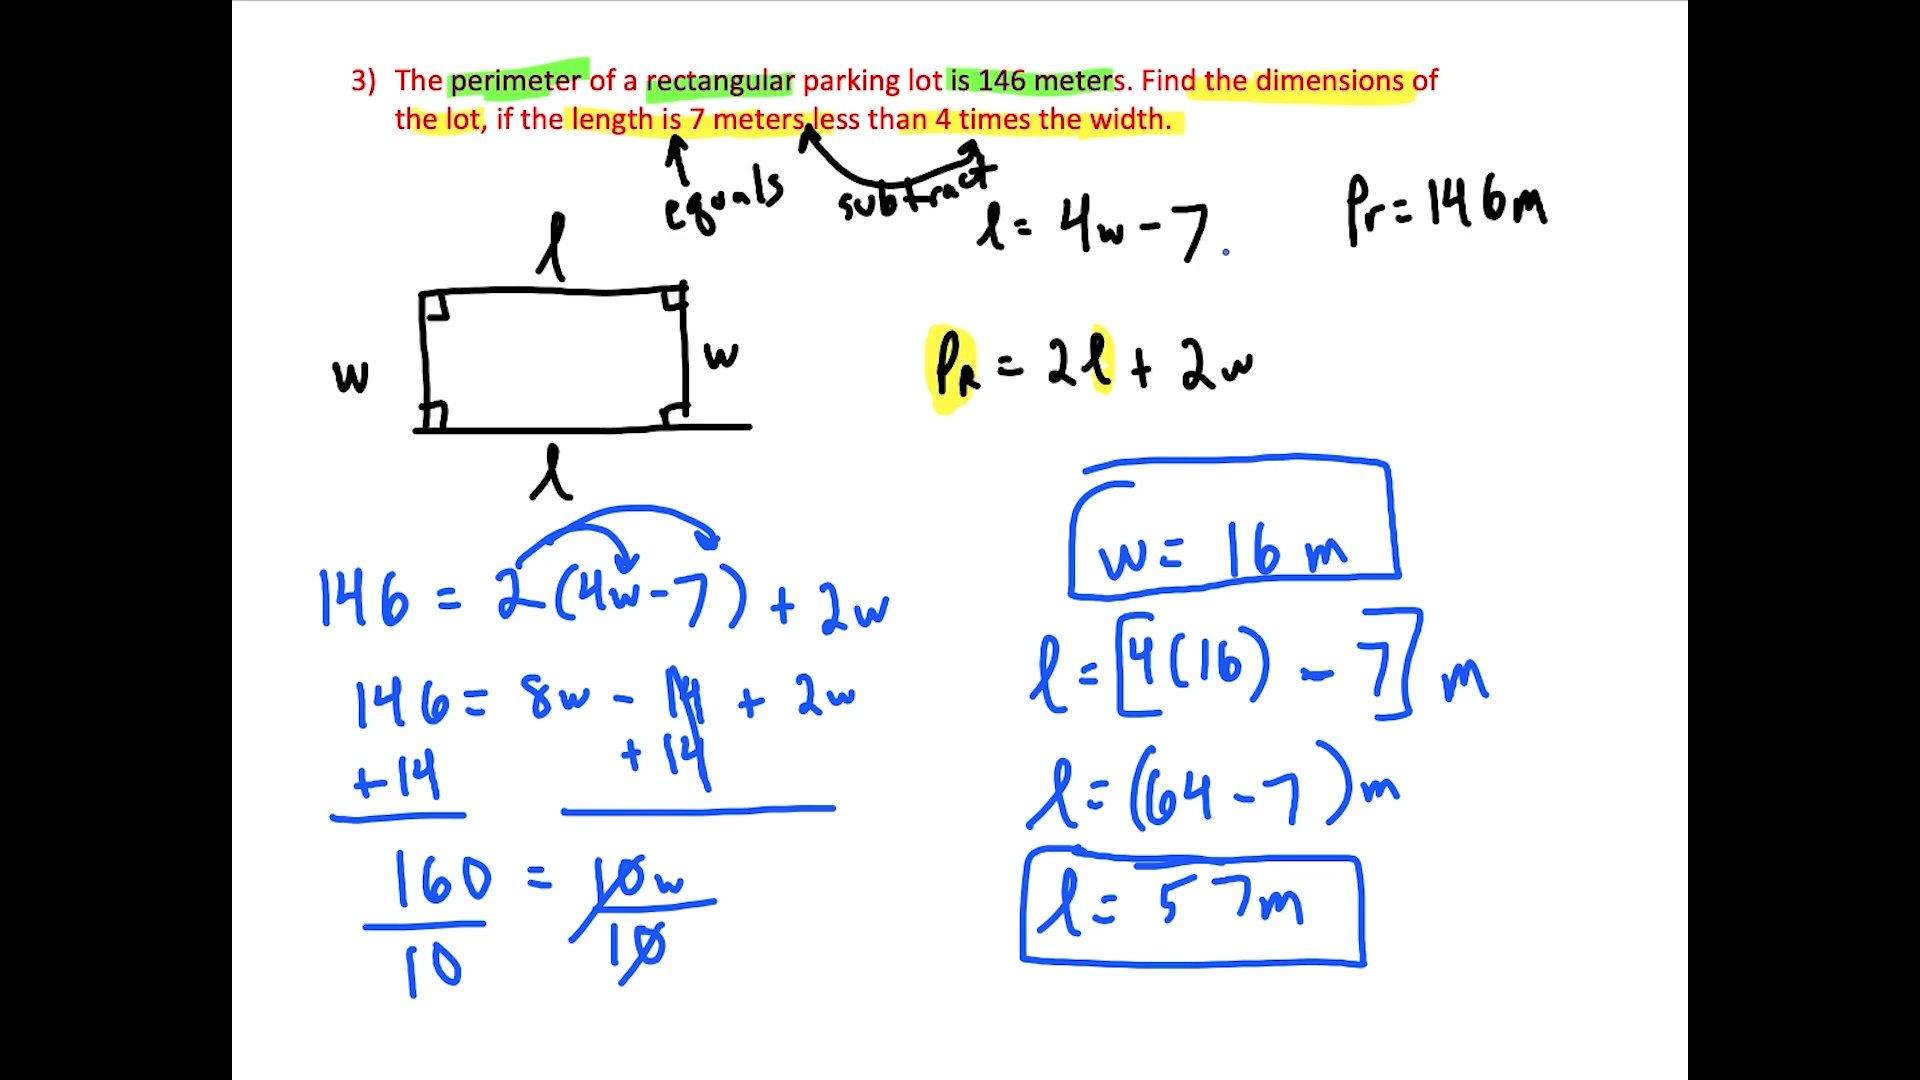 3) The perimeter of a rectangular parking lot is 146 meters. Find the dimensions of
the lot, if the length is 7 meters less than 4 times the width.
equals
subtract
l = 4w - 7
Pr = 146m
l
w
w
l
PR = 2l + 2w
146 = 2(4w-7) + 2w
146 = 8w - 14 + 2w
+14 +14
160 = 10w
10 10
w = 16 m
l = [4(16) - 7] m
l = (64 - 7) m
l = 57m